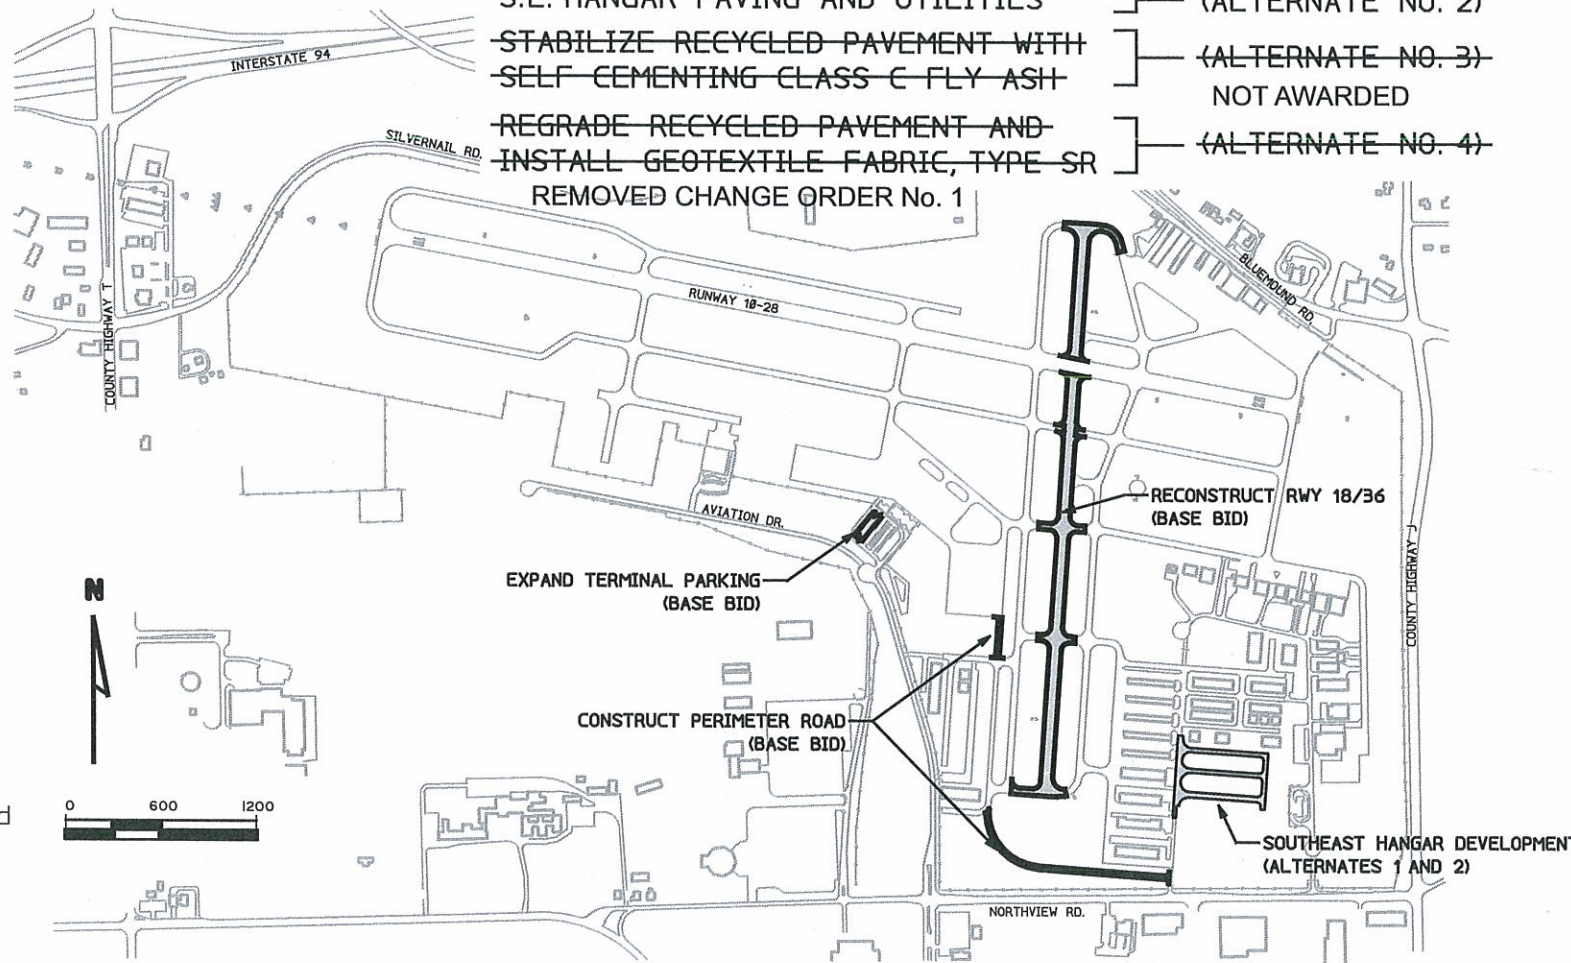 S.E. HANGAR PAVING AND UTILITIES (ALTERNATE NO. 2)
STABILIZE RECYCLED PAVEMENT WITH
SELF CEMENTING CLASS C FLY ASH
(ALTERNATE NO. 3)
NOT AWARDED
REGRADE RECYCLED PAVEMENT AND
INSTALL GEOTEXTILE FABRIC, TYPE SR
(ALTERNATE NO. 4)
REMOVED CHANGE ORDER No. 1
INTERSTATE 94
SILVERNAIL RD.
COUNTY HIGHWAY T
RUNWAY 10-28
BLUEMOUND RD.
RECONSTRUCT RWY 18/36
(BASE BID)
AVIATION DR.
COUNTY HIGHWAY J
EXPAND TERMINAL PARKING
(BASE BID)
N
CONSTRUCT PERIMETER ROAD
(BASE BID)
0 600 1200
SOUTHEAST HANGAR DEVELOPMENT
(ALTERNATES 1 AND 2)
NORTHVIEW RD.